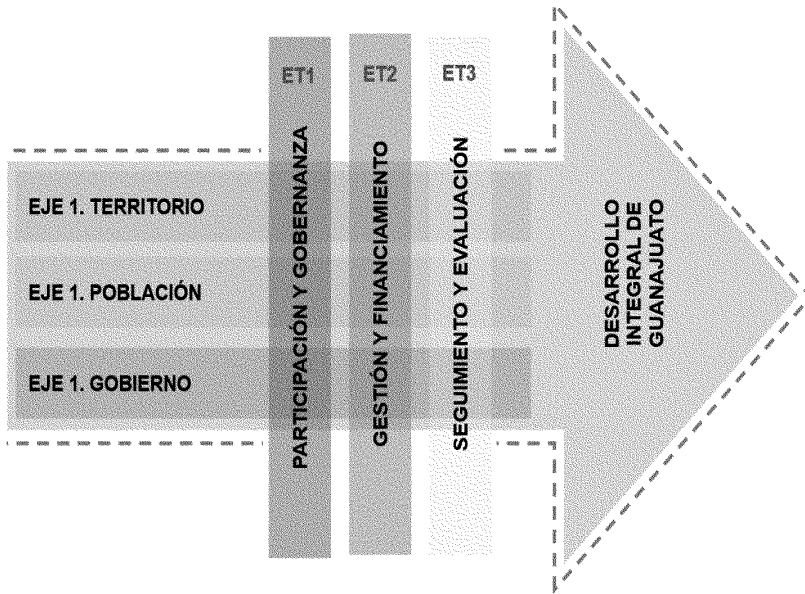 ET1
ET2
ET3
EJE 1. TERRITORIO
EJE 1. POBLACIÓN
EJE 1. GOBIERNO
PARTICIPACIÓN Y GOBERNANZA
GESTIÓN Y FINANCIAMIENTO
SEGUIMIENTO Y EVALUACIÓN
DESARROLLO
INTEGRAL DE
GUANAJUATO